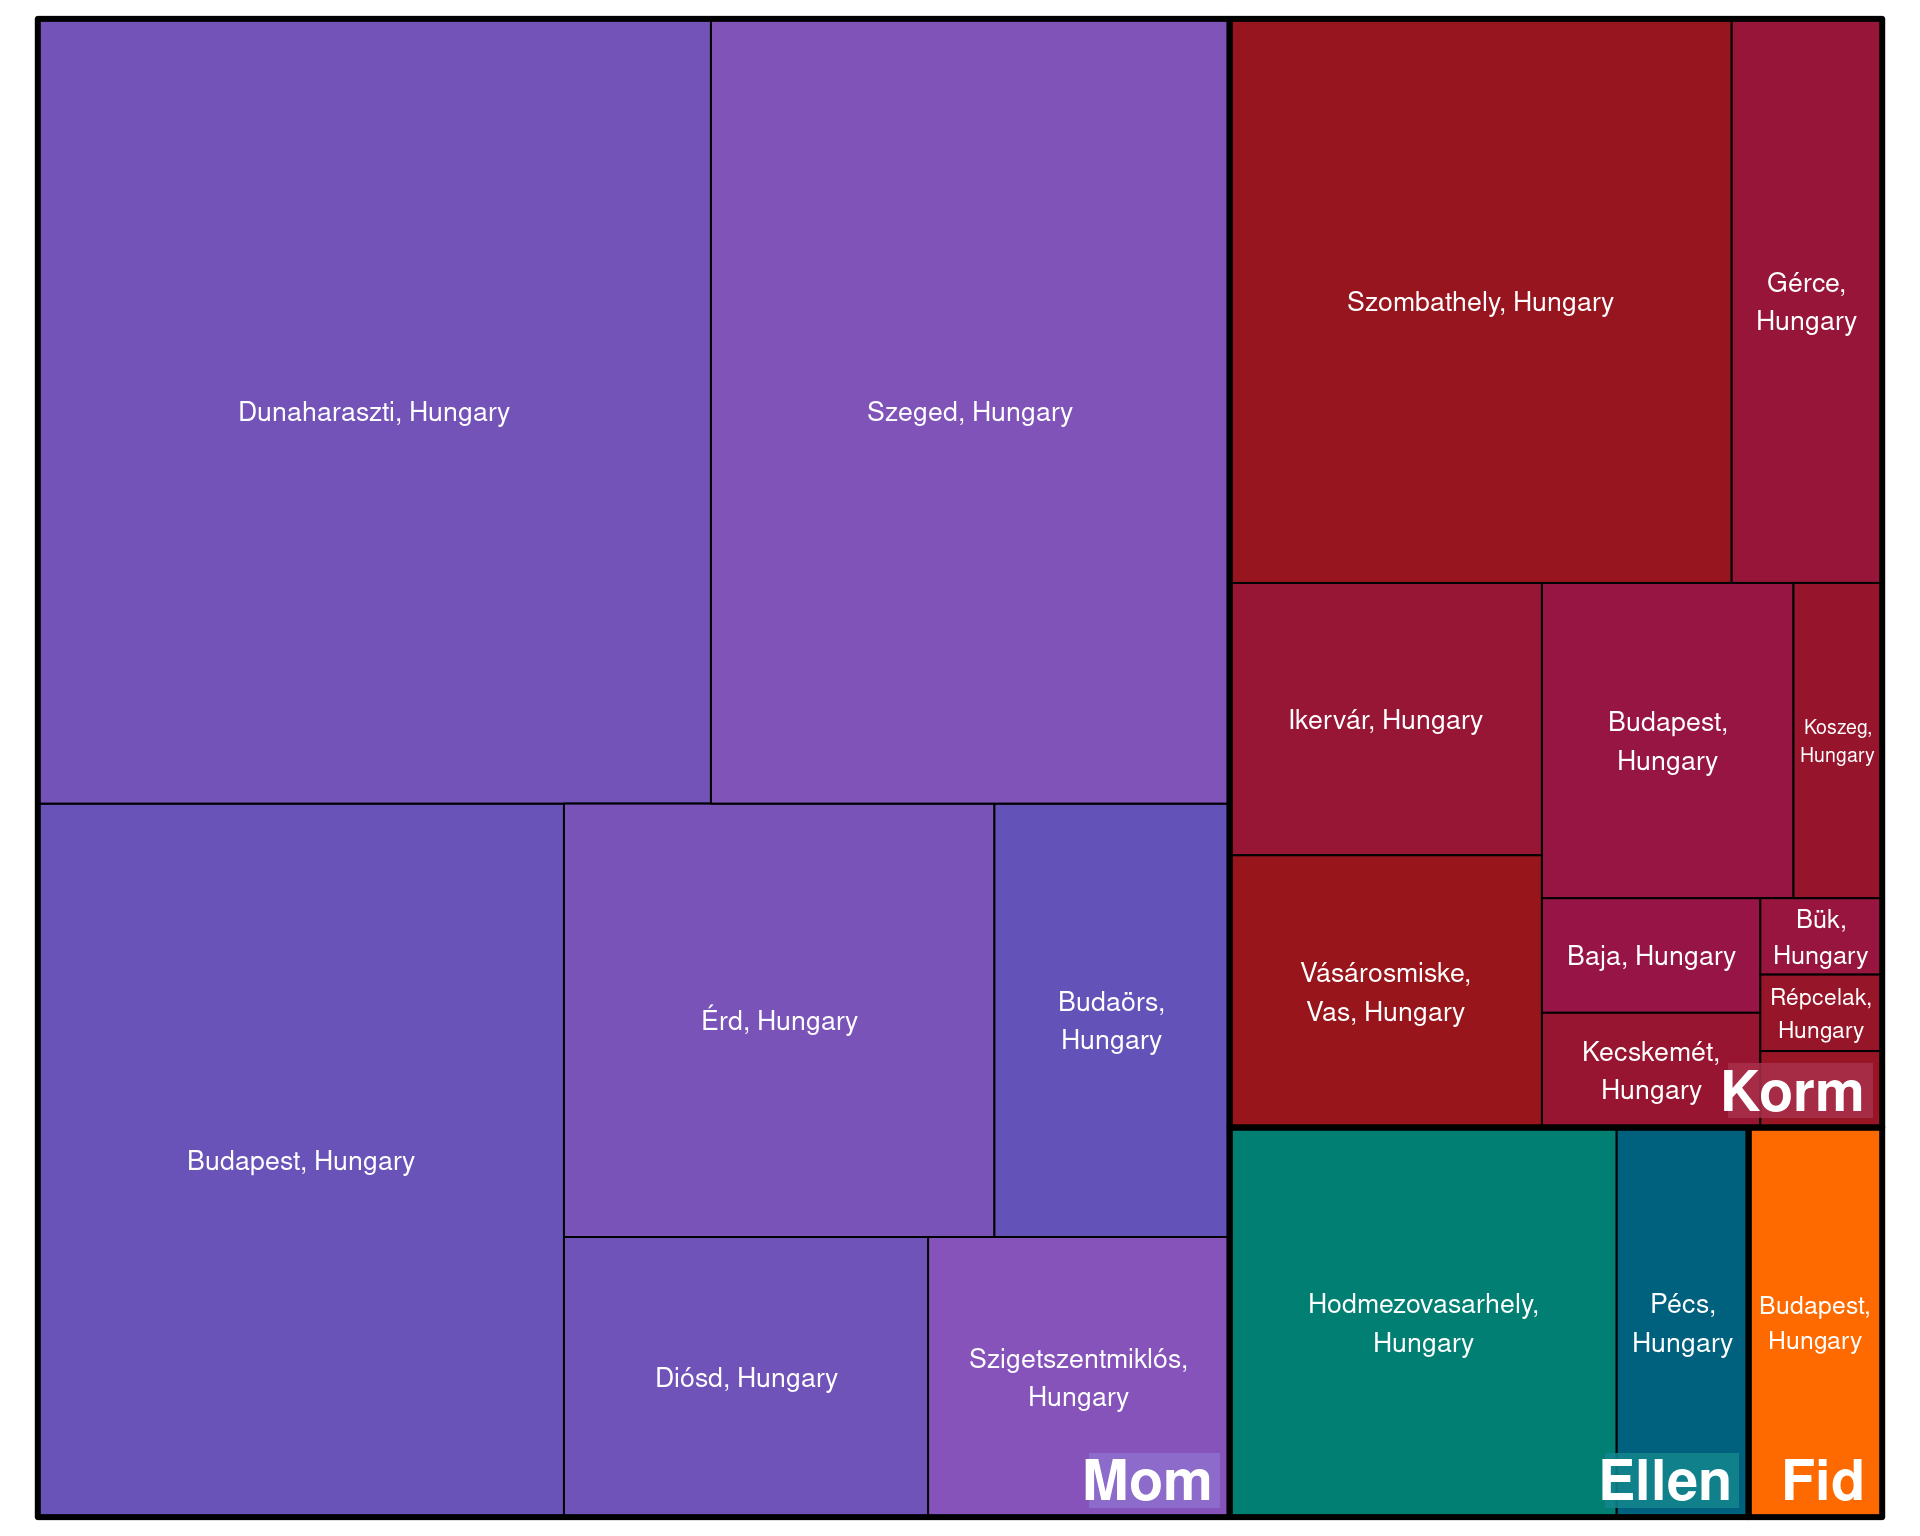 Dunaharaszti, Hungary
Szeged, Hungary
Budapest, Hungary
Érd, Hungary
Budaörs,
Hungary
Diósd, Hungary
Szigetszentmiklós,
Hungary
Mom
Szombathely, Hungary
Gérce,
Hungary
Ikervár, Hungary
Budapest,
Hungary
Koszeg,
Hungary
Vásárosmiske,
Vas, Hungary
Baja, Hungary
Bük,
Hungary
Répcelak,
Hungary
Kecskemét,
Hungary
Korm
Hodmezovasarhely,
Hungary
Pécs,
Hungary
Ellen
Budapest,
Hungary
Fid